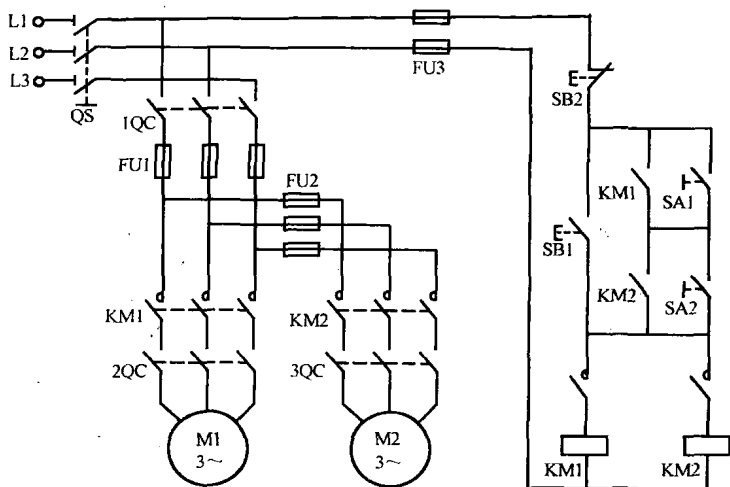 L1
L2
L3
QS
FU3
SB2
1QC
FU1
FU2
KM1
SA1
SB1
KM2
SA2
KM1
KM2
2QC
3QC
M1
3～
M2
3～
KM1
KM2